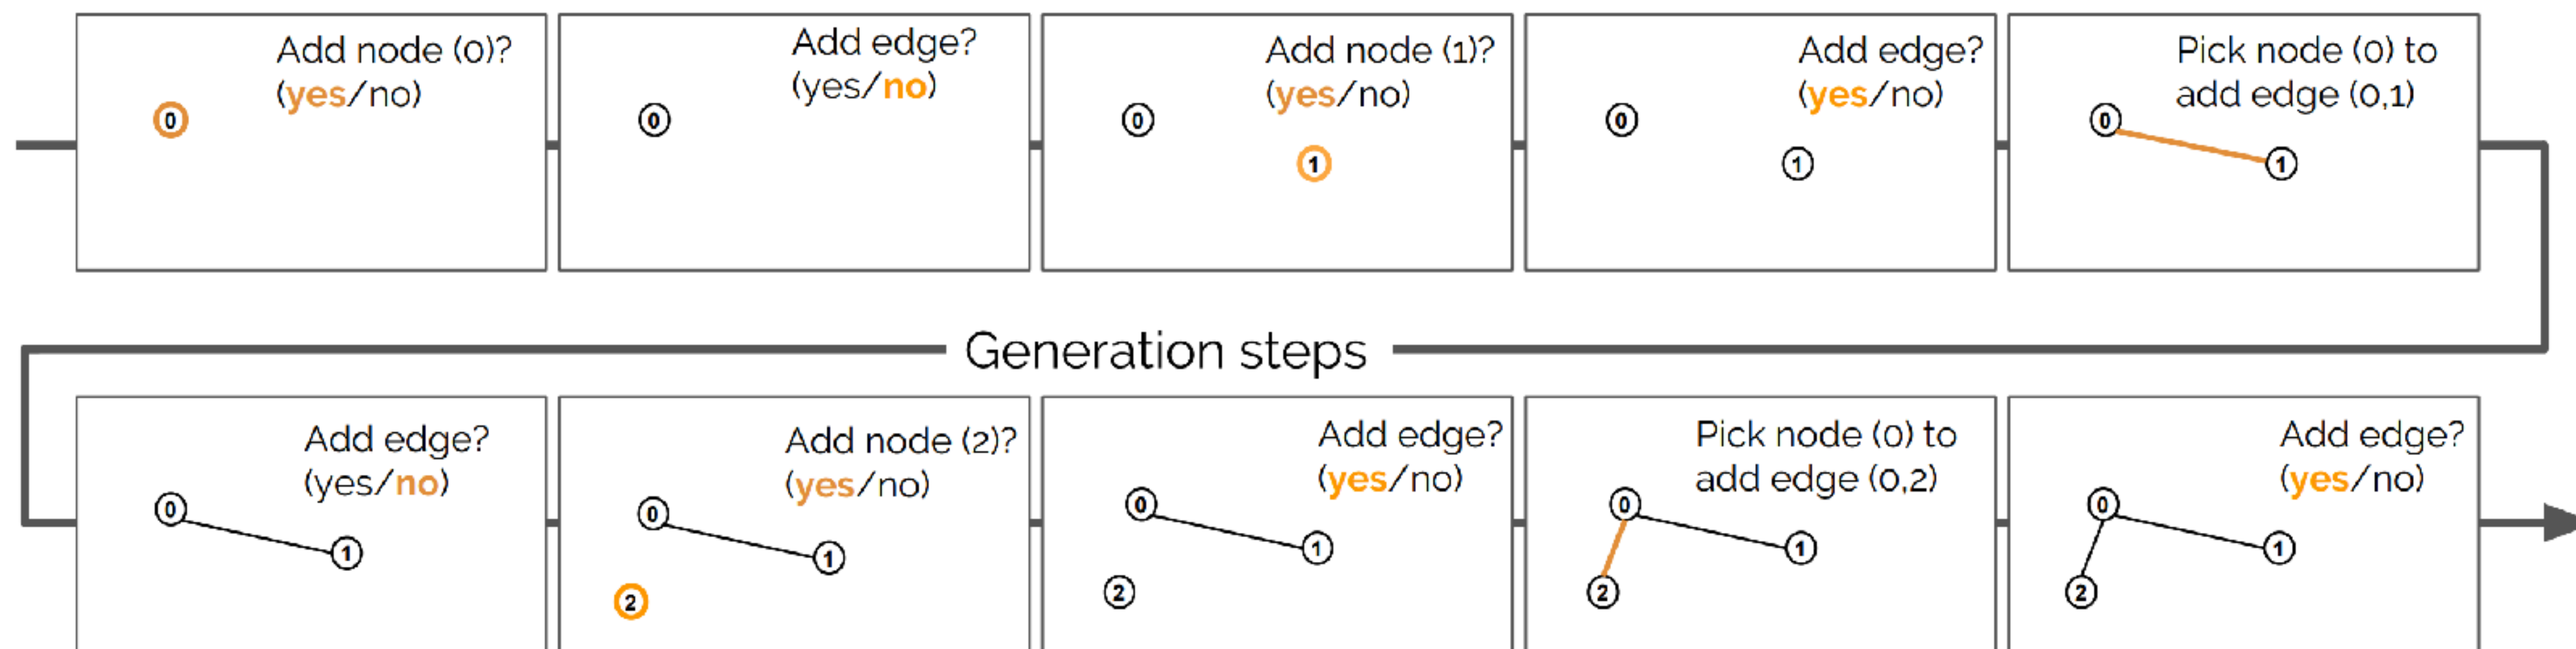 Add node (0)?
(yes/no)
0
Add edge?
(yes/no)
0
Add node (1)?
(yes/no)
0
1
Add edge?
(yes/no)
0
1
Pick node (0) to
add edge (0,1)
0
1
Generation steps
Add edge?
(yes/no)
0
1
Add node (2)?
(yes/no)
0
1
2
Add edge?
(yes/no)
0
1
2
Pick node (0) to
add edge (0,2)
0
1
2
Add edge?
(yes/no)
0
1
2